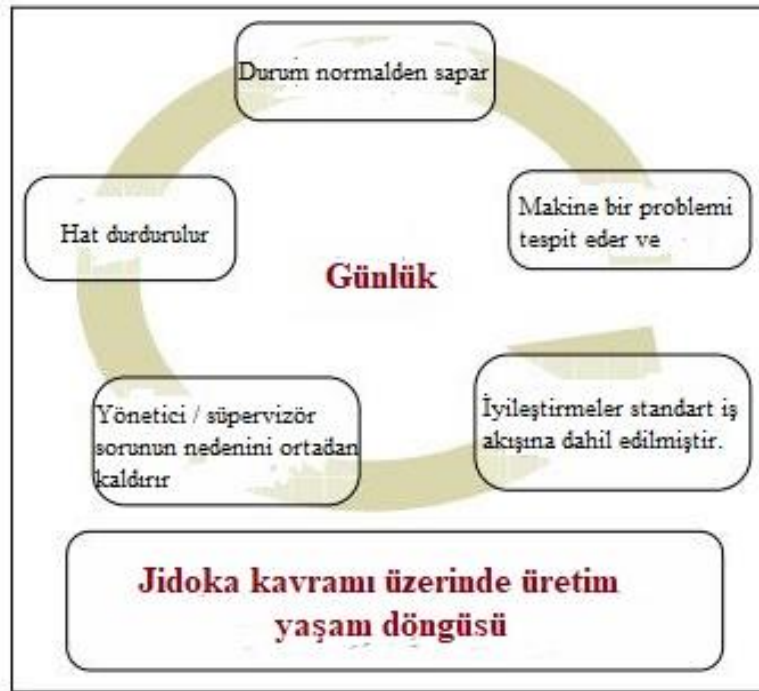 Durum normalden sapar
Makine bir problemi
tespit eder ve
Hat durdurulur
Günlük
Yönetici / süpervizör
sorunun nedenini ortadan
kaldırır
İyileştirmeler standart iş
akışına dahil edilmiştir.
Jidoka kavramı üzerinde üretim
yaşam döngüsü